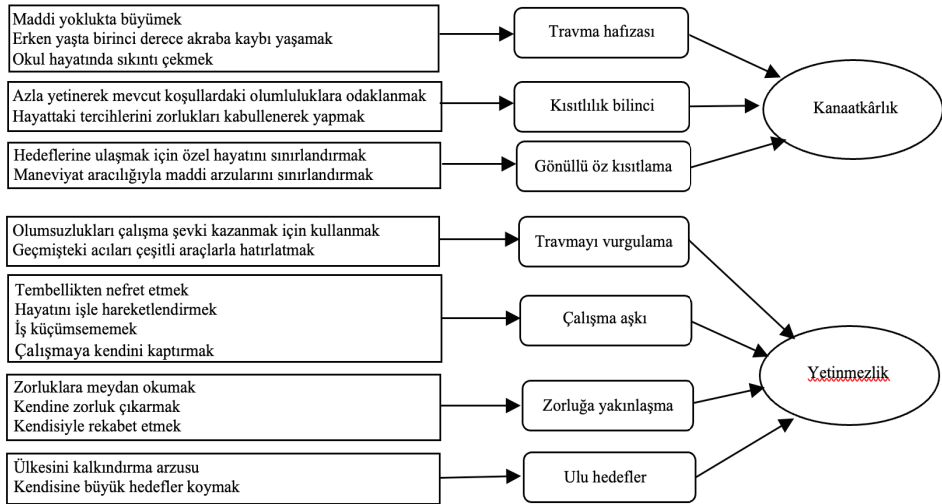 Maddi yoklukta büyümek
Erken yaşta birinci derece akraba kaybı yaşamak
Okul hayatında sıkıntı çekmek
Travma hafızası
Azla yetinerek mevcut koşullardaki olumluluklara odaklanmak
Hayattaki tercihlerini zorlukları kabullenerek yapmak
Kısıtlılık bilinci
Kanaatkârlık
Hedeflerine ulaşmak için özel hayatını sınırlandırmak
Maneviyat aracılığıyla maddi arzularını sınırlandırmak
Gönüllü öz kısıtlama
Olumsuzlukları çalışma şevki kazanmak için kullanmak
Geçmişteki acıları çeşitli araçlarla hatırlatmak
Travmayı vurgulama
Tembellikten nefret etmek
Hayatını işle hareketlendirmek
İş küçümsememek
Çalışmaya kendini kaptırmak
Çalışma aşkı
Yetinmezlik
Zorluklara meydan okumak
Kendine zorluk çıkarmak
Kendisiyle rekabet etmek
Zorluğa yakınlaşma
Ülkesini kalkındırma arzusu
Kendisine büyük hedefler koymak
Ulu hedefler